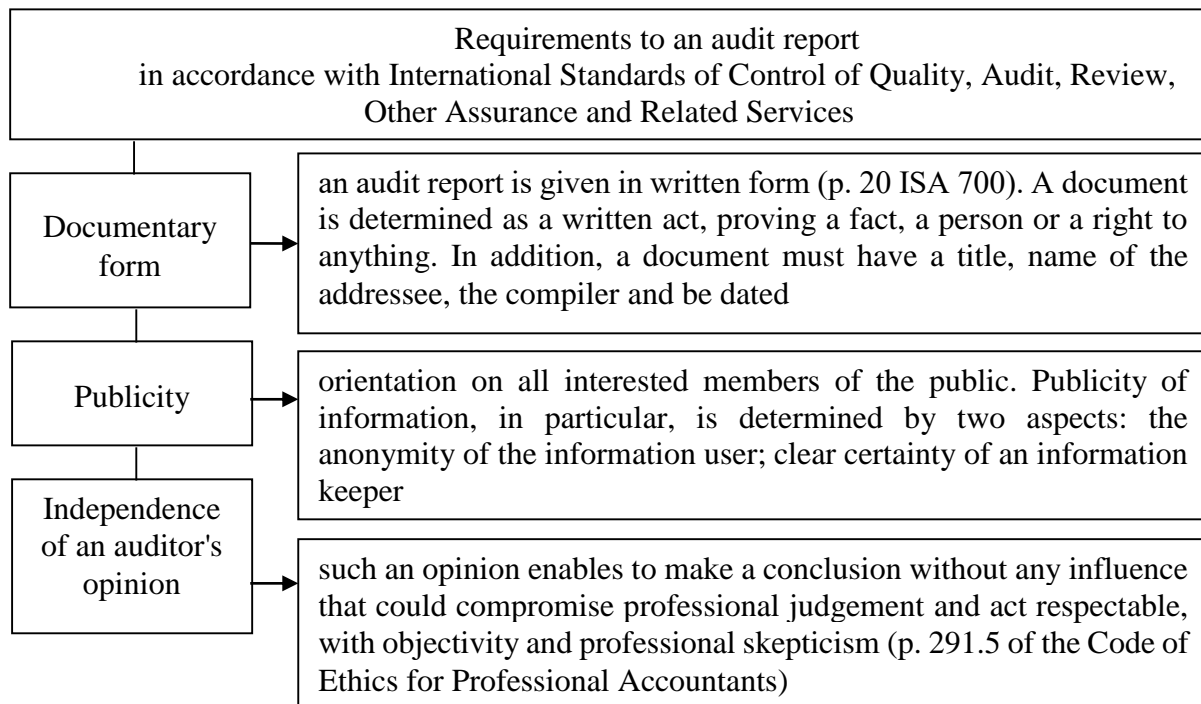 Requirements to an audit report
in accordance with International Standards of Control of Quality, Audit, Review,
Other Assurance and Related Services
Documentary
form
an audit report is given in written form (p. 20 ISA 700). A document
is determined as a written act, proving a fact, a person or a right to
anything. In addition, a document must have a title, name of the
addressee, the compiler and be dated
Publicity
orientation on all interested members of the public. Publicity of
information, in particular, is determined by two aspects: the
anonymity of the information user; clear certainty of an information
keeper
Independence
of an auditor's
opinion
such an opinion enables to make a conclusion without any influence
that could compromise professional judgement and act respectable,
with objectivity and professional skepticism (p. 291.5 of the Code of
Ethics for Professional Accountants)